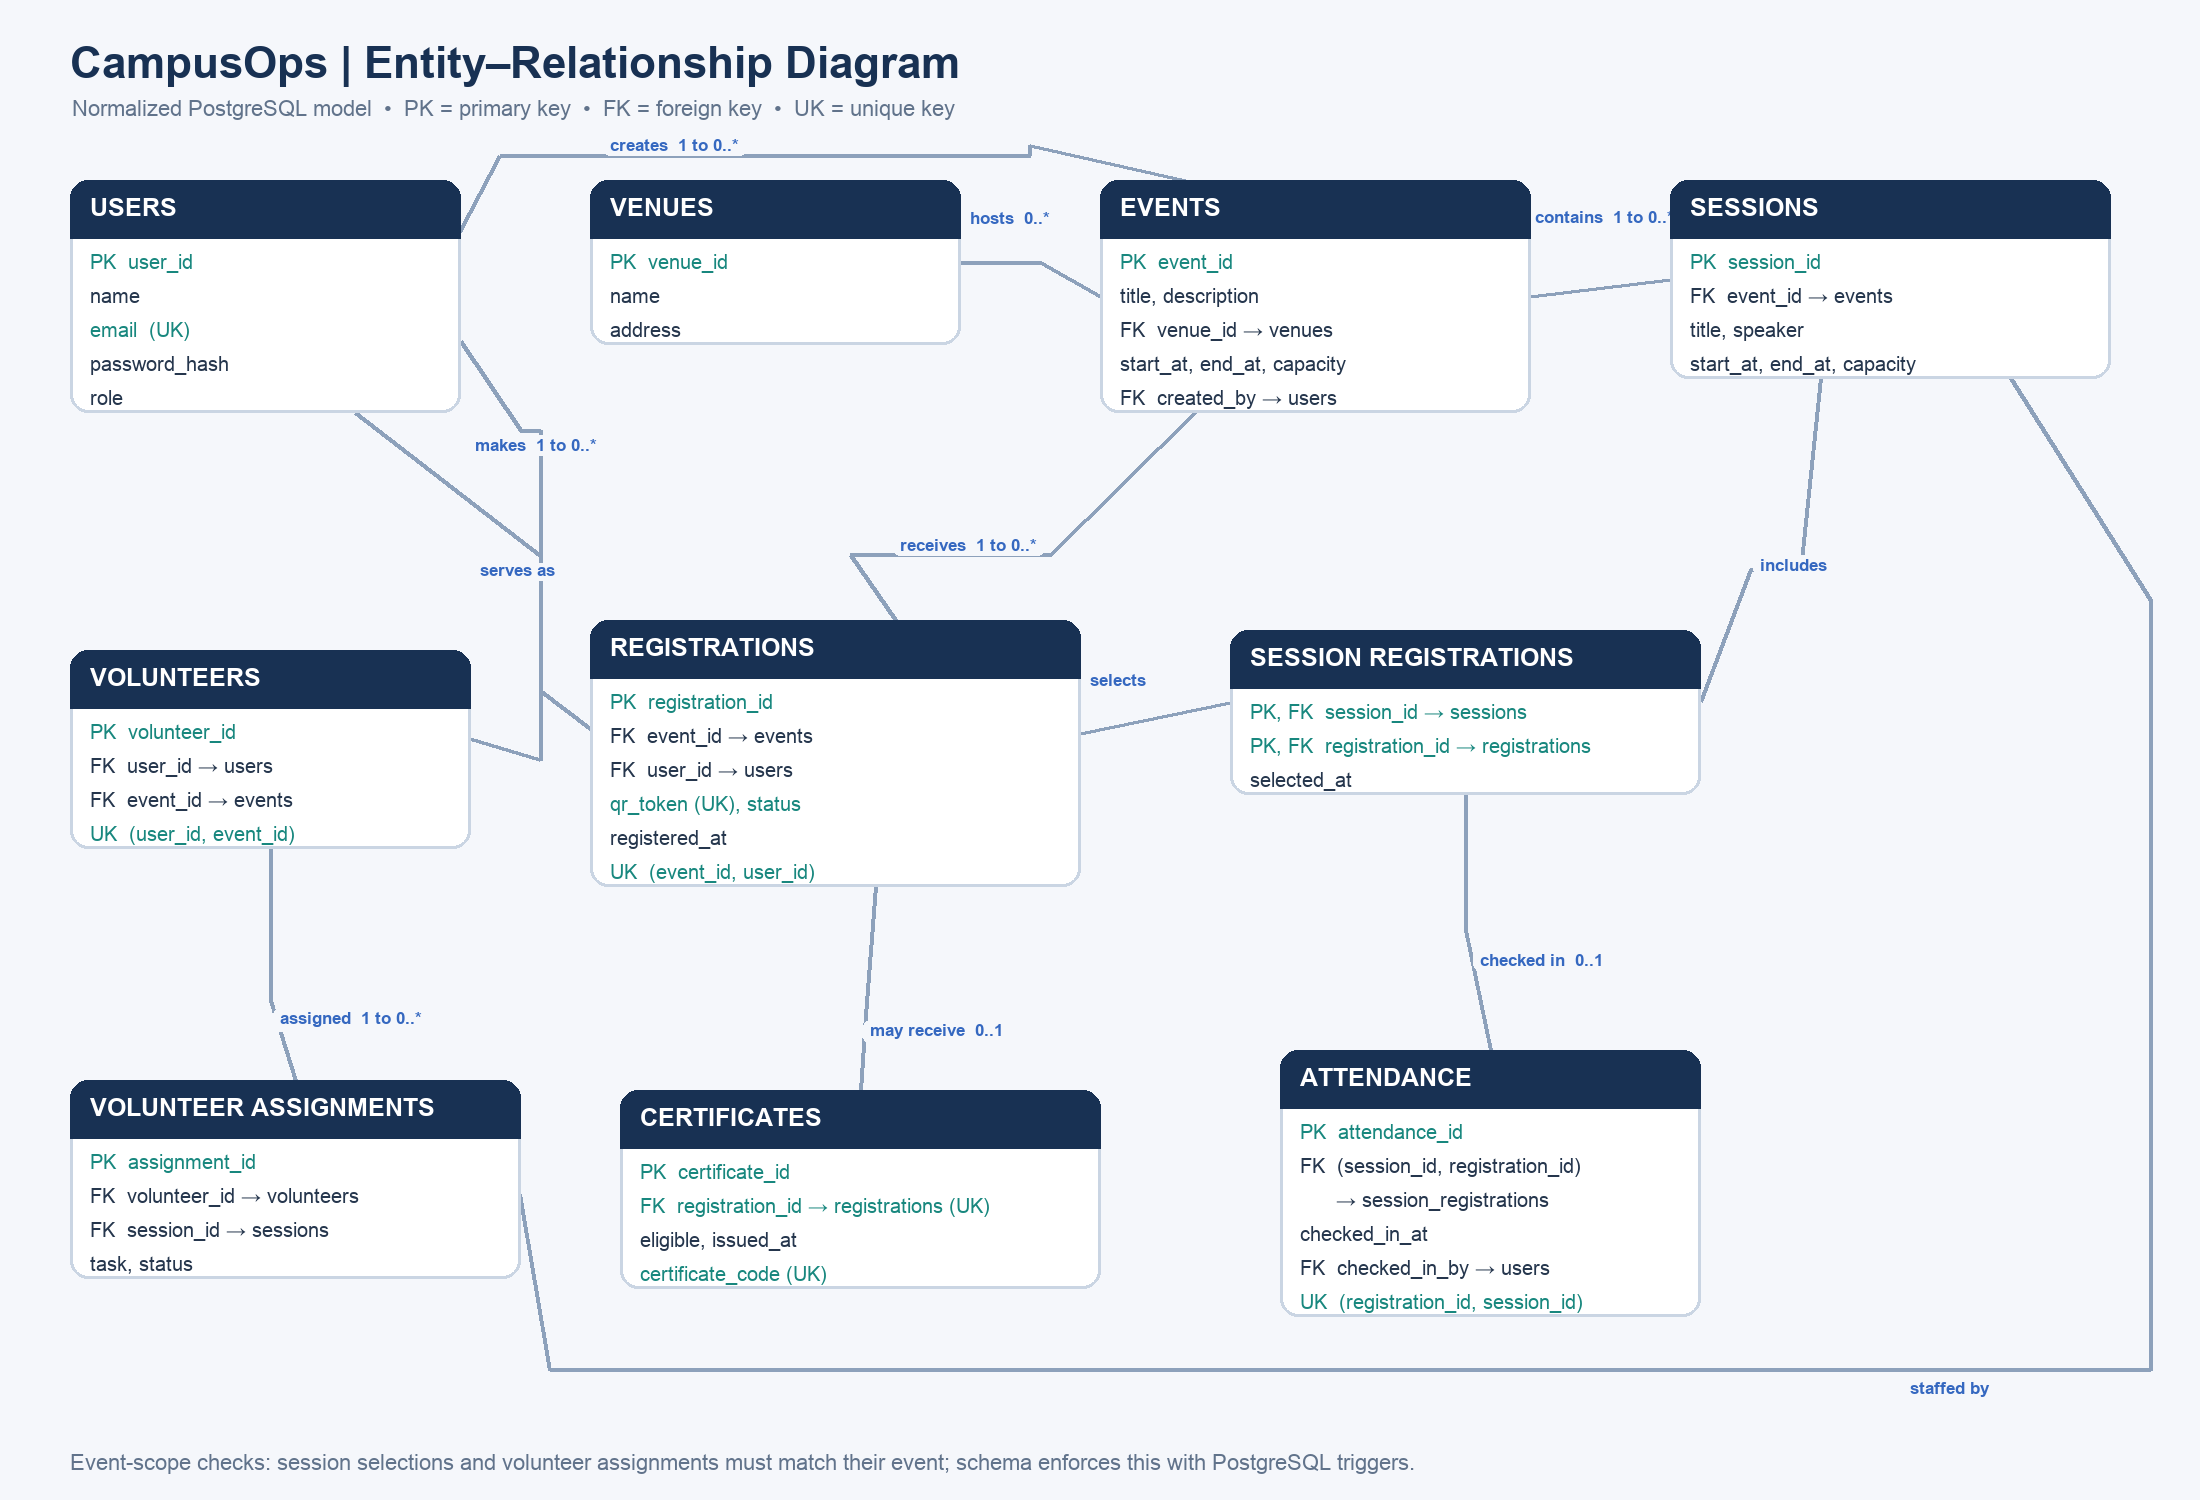 CampusOps | Entity–Relationship Diagram
Normalized PostgreSQL model • PK = primary key • FK = foreign key • UK = unique key
creates 1 to 0..*
USERS
PK user_id
name
email (UK)
password_hash
role
VENUES
PK venue_id
name
address
hosts 0..*
EVENTS
PK event_id
title, description
FK venue_id → venues
start_at, end_at, capacity
FK created_by → users
contains 1 to 0..*
SESSIONS
PK session_id
FK event_id → events
title, speaker
start_at, end_at, capacity
makes 1 to 0..*
serves as
receives 1 to 0..*
includes
VOLUNTEERS
PK volunteer_id
FK user_id → users
FK event_id → events
UK (user_id, event_id)
REGISTRATIONS
PK registration_id
FK event_id → events
FK user_id → users
qr_token (UK), status
registered_at
UK (event_id, user_id)
selects
SESSION REGISTRATIONS
PK, FK session_id → sessions
PK, FK registration_id → registrations
selected_at
assigned 1 to 0..*
may receive 0..1
checked in 0..1
VOLUNTEER ASSIGNMENTS
PK assignment_id
FK volunteer_id → volunteers
FK session_id → sessions
task, status
CERTIFICATES
PK certificate_id
FK registration_id → registrations (UK)
eligible, issued_at
certificate_code (UK)
ATTENDANCE
PK attendance_id
FK (session_id, registration_id)
→ session_registrations
checked_in_at
FK checked_in_by → users
UK (registration_id, session_id)
staffed by
Event-scope checks: session selections and volunteer assignments must match their event; schema enforces this with PostgreSQL triggers.